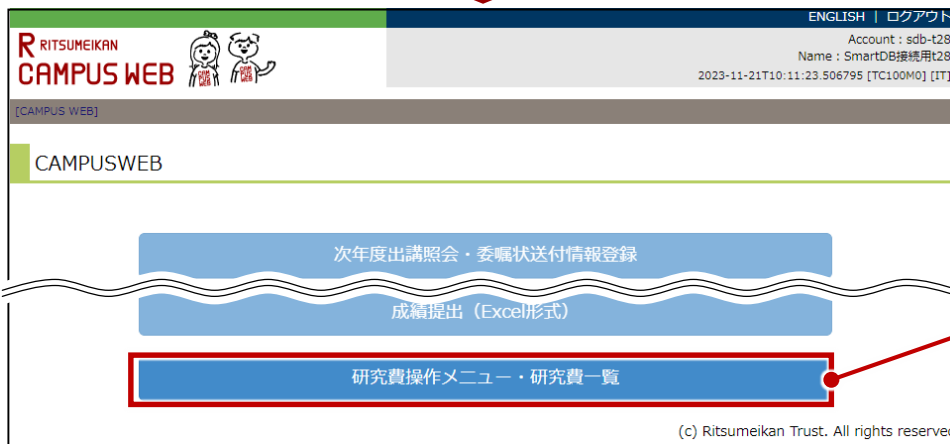 ENGLISH | ログアウト
RITSUMEIKAN
CAMPUS WEB
Account : sdb-t28
Name : SmartDB接続用t28
2023-11-21T10:11:23.506795 [TC100M0] [IT]
[CAMPUS WEB]
CAMPUSWEB
次年度出講照会・委嘱状送付情報登録
成績提出（Excel形式）
研究費操作メニュー・研究費一覧
(c) Ritsumeikan Trust. All rights reserved